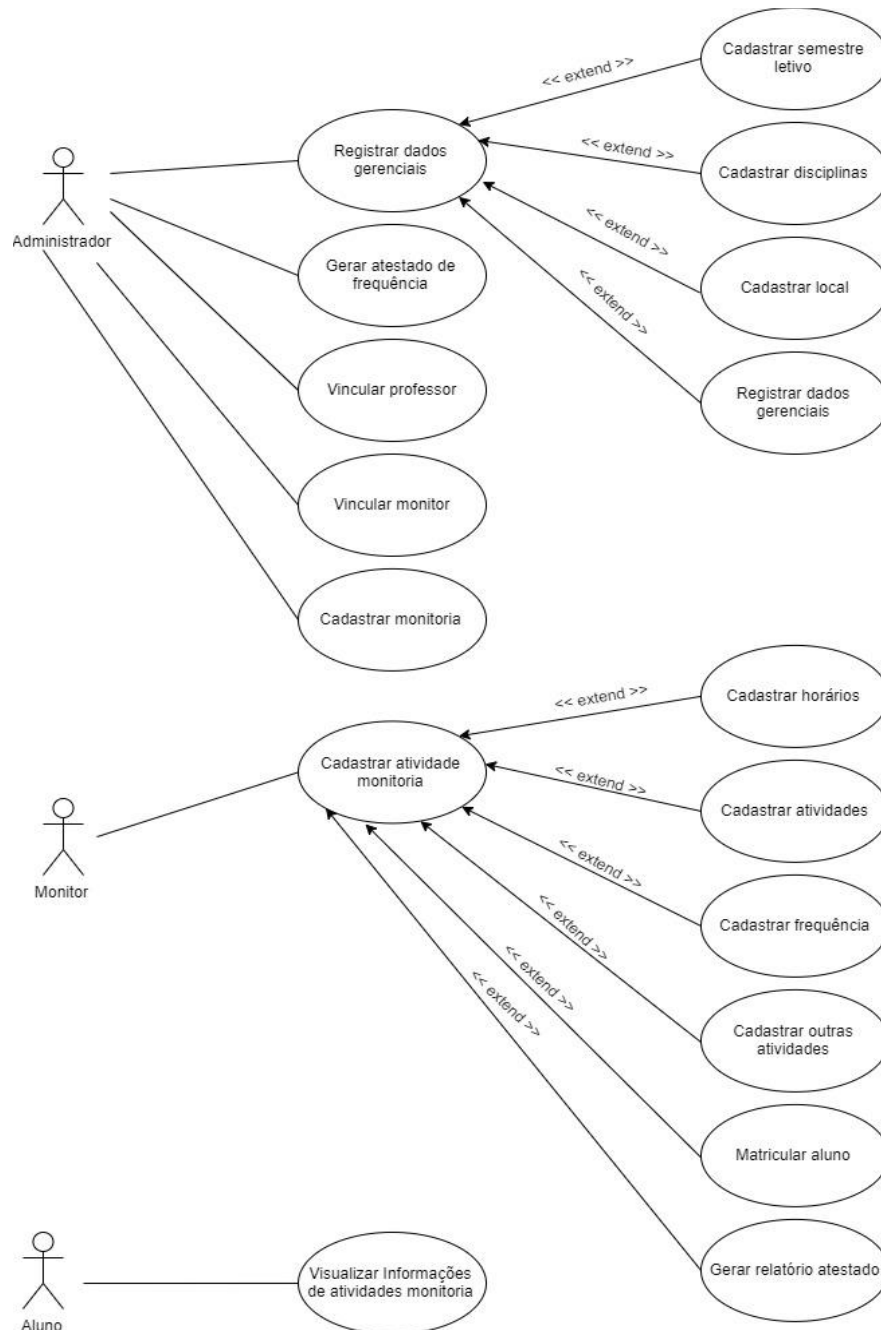 Cadastrar semestre
letivo
<< extend >>
Registrar dados
gerenciais
<< extend >>
Cadastrar disciplinas
Administrador
<< extend >>
Gerar atestado de
frequência
Cadastrar local
<< extend >>
Vincular professor
Registrar dados
gerenciais
Vincular monitor
Cadastrar monitoria
<< extend >>
Cadastrar horários
Cadastrar atividade
monitoria
<< extend >>
Cadastrar atividades
Monitor
<< extend >>
Cadastrar frequência
<< extend >>
<< extend >>
<< extend >>
Cadastrar outras
atividades
Matricular aluno
Gerar relatório atestado
Visualizar Informações
de atividades monitoria
Aluno